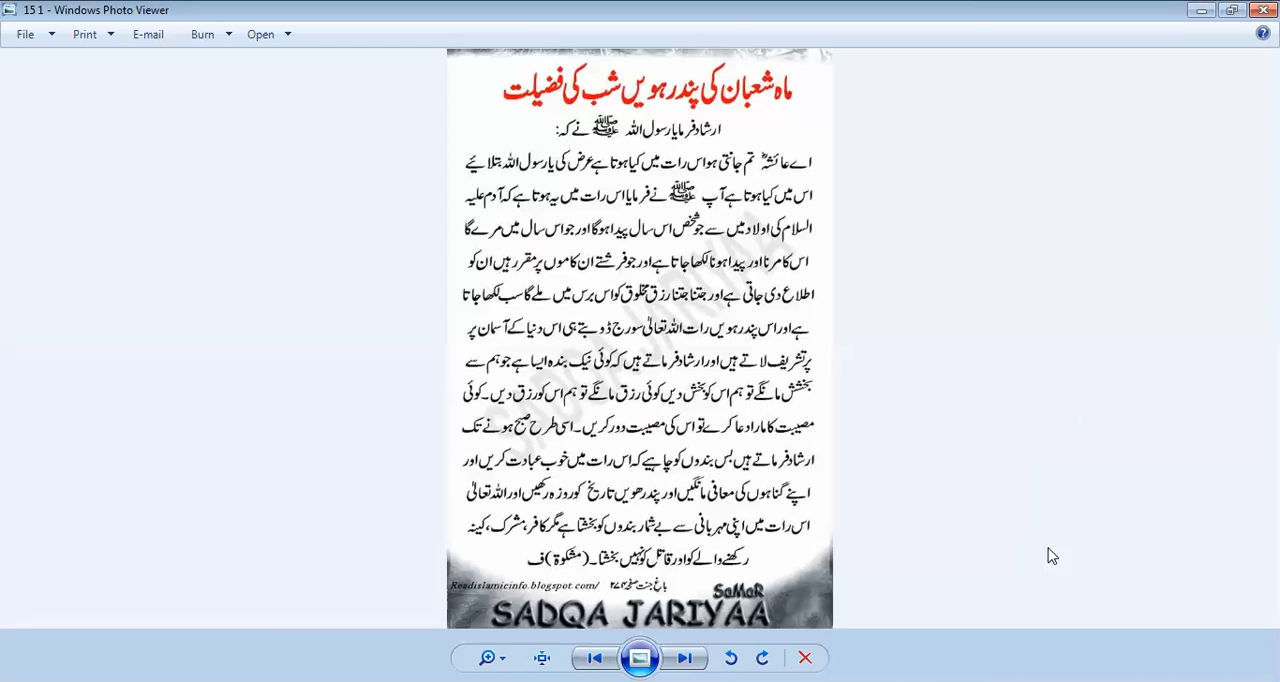 151 - Windows Photo Viewer
File Print E-mail Burn Open
ماہ شعبان کی پندرہویں شب کی فضیلت
ارشاد فرمایا رسول اللہ ﷺ نے کہ:
اے عائشہؓ تم جانتی ہو اس رات میں کیا ہوتا ہے عرض کی یا رسول اللہ بتلائیے
اس میں کیا ہوتا ہے آپ ﷺ نے فرمایا اس رات میں یہ ہوتا ہے کہ آدم علیہ
السلام کی اولاد میں سے جو شخص اس سال پیدا ہوگا اور جو اس سال میں مرے گا
اس کا مرنا اور پیدا ہونا لکھا جاتا ہے اور جو فرشتے ان کاموں پر مقرر ہیں ان کو
اطلاع دی جاتی ہے اور جتنا جتنا رزق مخلوق کو اس برس میں ملے گا سب لکھا جاتا
ہے اور اس پندرہویں رات اللہ تعالیٰ سورج ڈوبتے ہی اس دنیا کے آسمان پر
پر تشریف لاتے ہیں اور ارشاد فرماتے ہیں کہ کوئی نیک بندہ ایسا ہے جو ہم سے
بخشش مانگے تو ہم اس کو بخش دیں کوئی رزق مانگے تو ہم اس کو رزق دیں۔ کوئی
مصیبت کا مارا دعا کرے تو اس کی مصیبت دور کریں۔ اسی طرح صبح ہونے تک
ارشاد فرماتے ہیں بس بندوں کو چاہیے کہ اس رات میں خوب عبادت کریں اور
اپنے گناہوں کی معافی مانگیں اور پندرھویں تاریخ کو روزہ رکھیں اور اللہ تعالیٰ
اس رات میں اپنی مہربانی سے بے شمار بندوں کو بخشتا ہے مگر کافر، مشرک، کینہ
رکھنے والے کو اور قاتل کو نہیں بخشتا۔ (مشکوٰۃ) ف
باغ جنت صفحہ ۲۷۴
Readislamicinfo.blogspot.com/
SaMaR
SADQA JARIYAA
SADQA JARIYAA